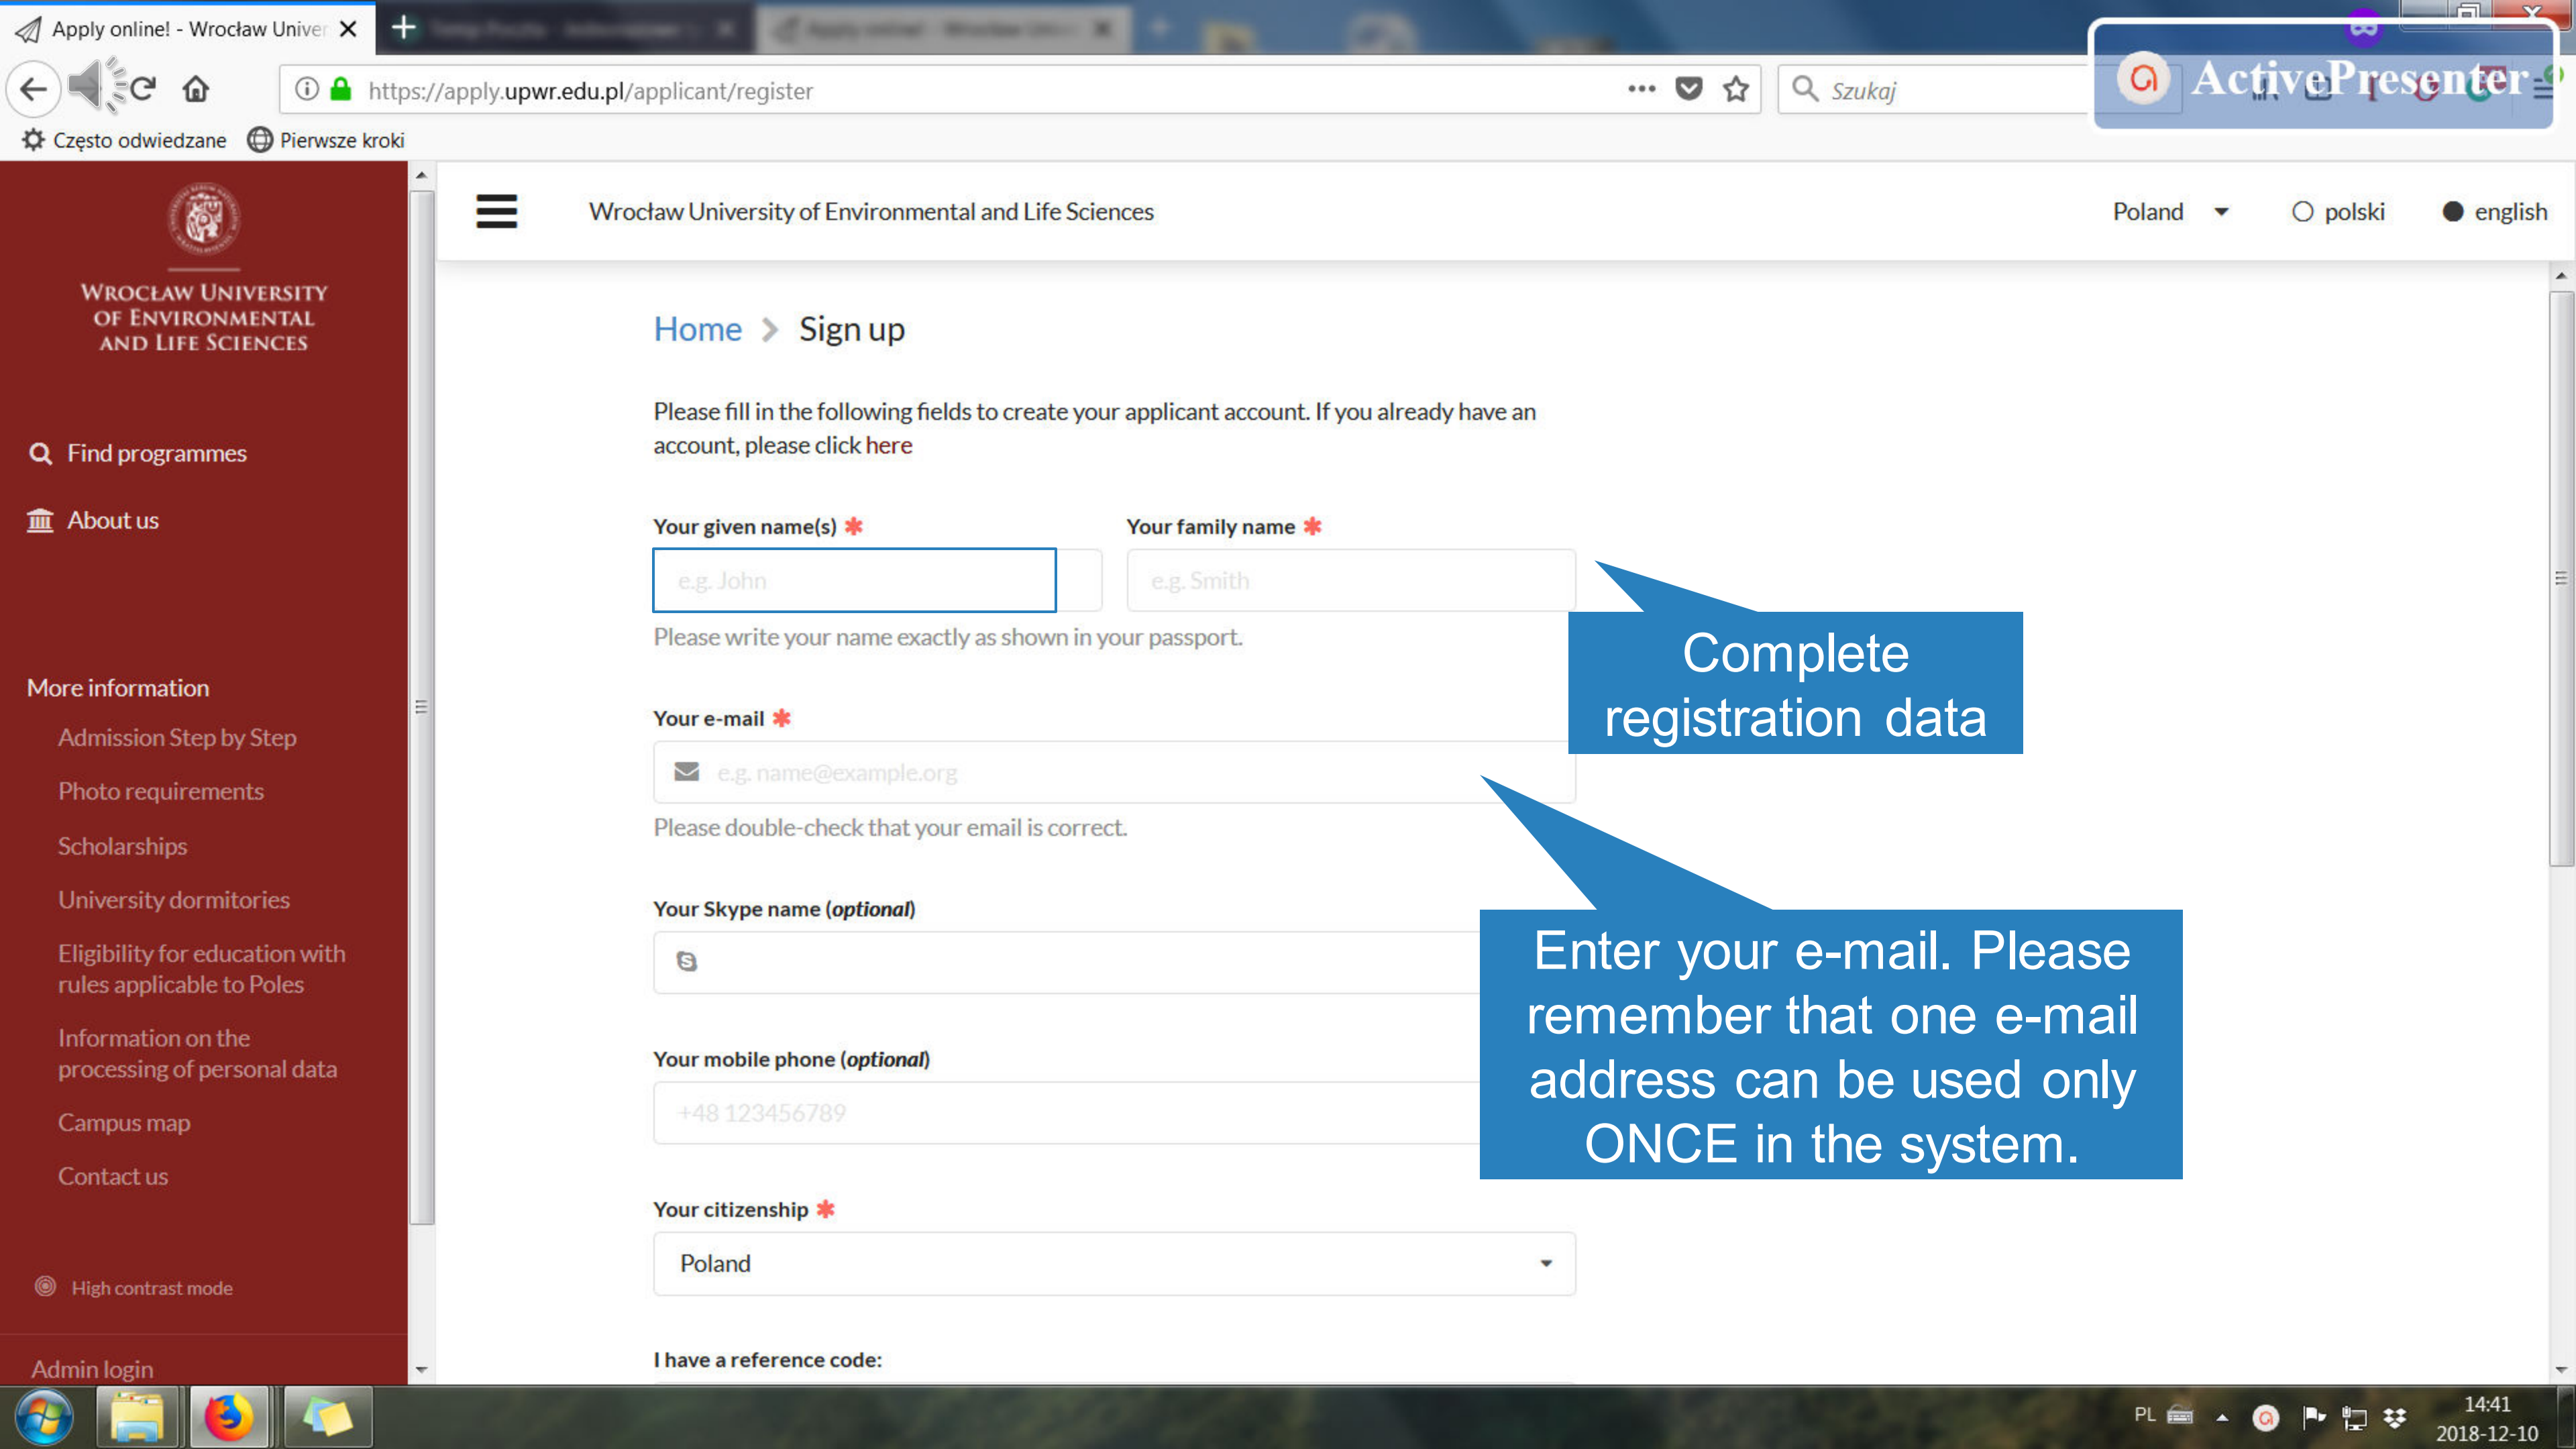 Apply online! - Wrocław Univer
https://apply.upwr.edu.pl/applicant/register
Szukaj
ActivePresenter
Często odwiedzane
Pierwsze kroki
WROCŁAW UNIVERSITY
OF ENVIRONMENTAL
AND LIFE SCIENCES
Find programmes
About us
More information
Admission Step by Step
Photo requirements
Scholarships
University dormitories
Eligibility for education with
rules applicable to Poles
Information on the
processing of personal data
Campus map
Contact us
High contrast mode
Admin login
Wrocław University of Environmental and Life Sciences
Poland
polski
english
Home > Sign up
Please fill in the following fields to create your applicant account. If you already have an
account, please click here
Your given name(s) *
Your family name *
e.g. John
e.g. Smith
Please write your name exactly as shown in your passport.
Complete
registration data
Your e-mail *
e.g. name@example.org
Please double-check that your email is correct.
Enter your e-mail. Please
remember that one e-mail
address can be used only
ONCE in the system.
Your Skype name (optional)
Your mobile phone (optional)
+48 123456789
Your citizenship *
Poland
I have a reference code:
PL
14:41
2018-12-10